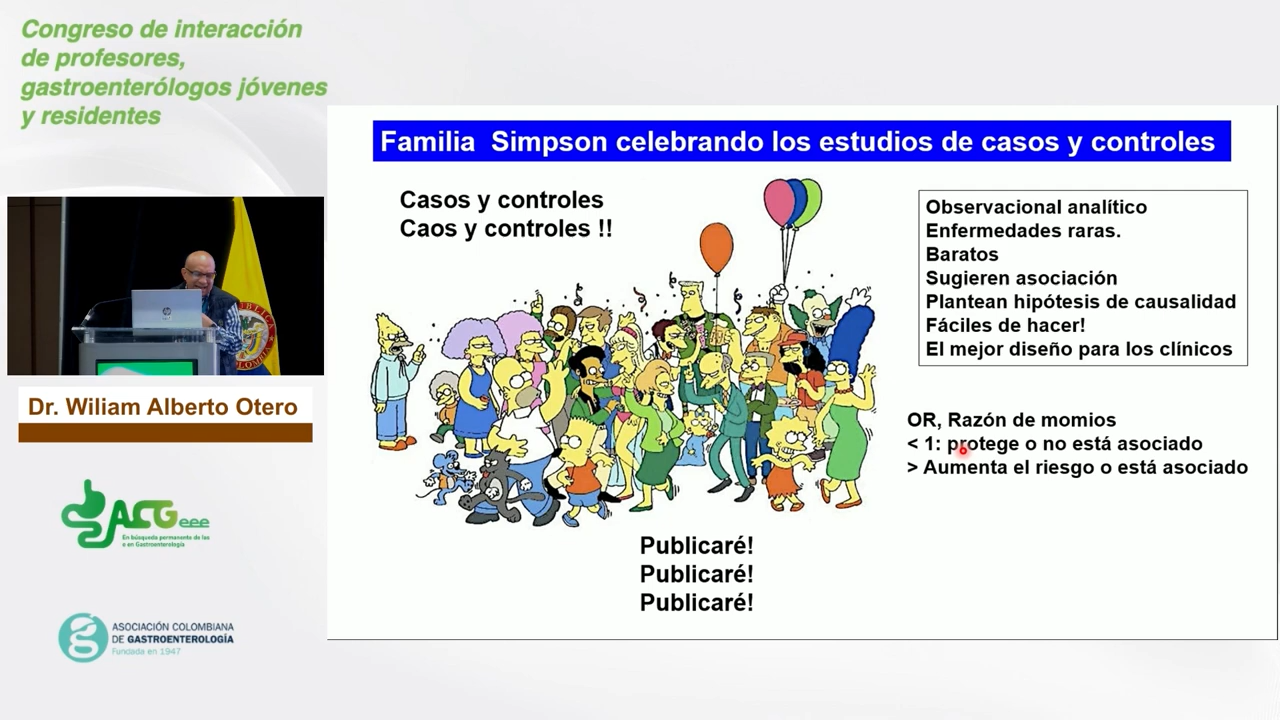 Congreso de interacción
de profesores,
gastroenterólogos jóvenes
y residentes
Familia Simpson celebrando los estudios de casos y controles
Casos y controles
Caos y controles !!
Observacional analítico
Enfermedades raras.
Baratos
Sugieren asociación
Plantean hipótesis de causalidad
Fáciles de hacer!
El mejor diseño para los clínicos
OR, Razón de momios
< 1: protege o no está asociado
> Aumenta el riesgo o está asociado
Publicaré!
Publicaré!
Publicaré!
Dr. Wiliam Alberto Otero
ACGeee
En búsqueda permanente de las
e en Gastroenterología
ASOCIACIÓN COLOMBIANA
DE GASTROENTEROLOGÍA
Fundada en 1947